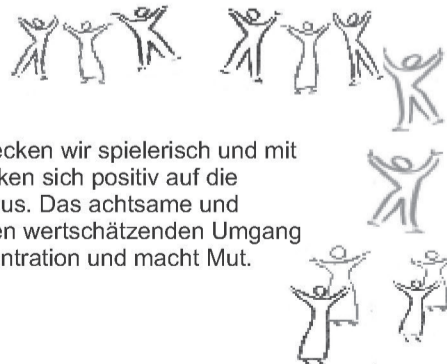 ecken wir spielerisch und mit
ken sich positiv auf die
us. Das achtsame und
en wertschätzenden Umgang
ntration und macht Mut.